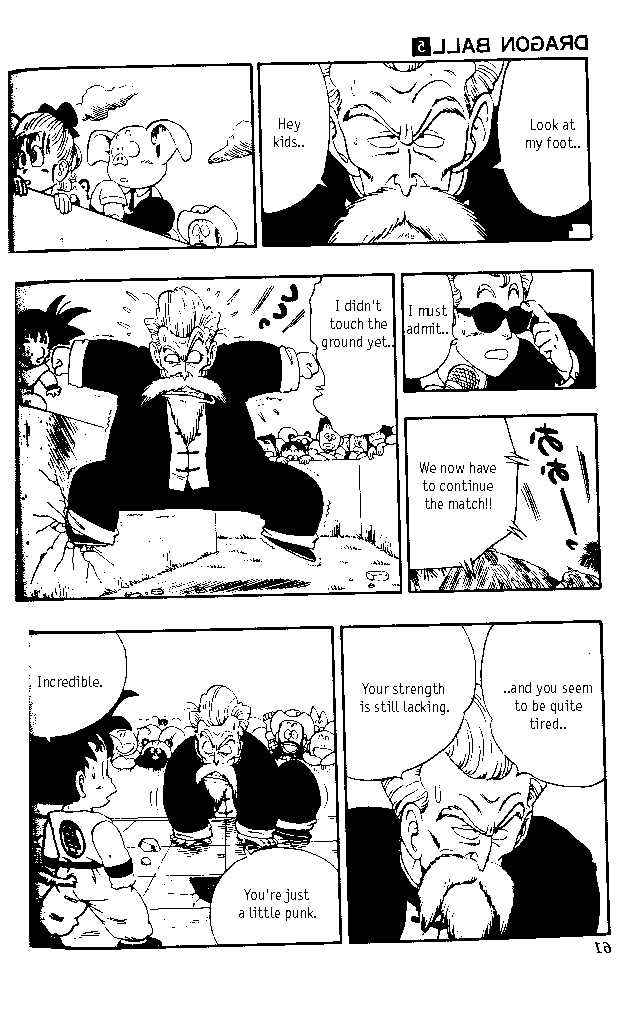 DRAGON BALL 5
Hey
kids..
Look at
my foot..
I didn't
touch the
ground yet..
I must
admit..
We now have
to continue
the match!!
Incredible.
You're just
a little punk.
Your strength
is still lacking.
..and you seem
to be quite
tired..